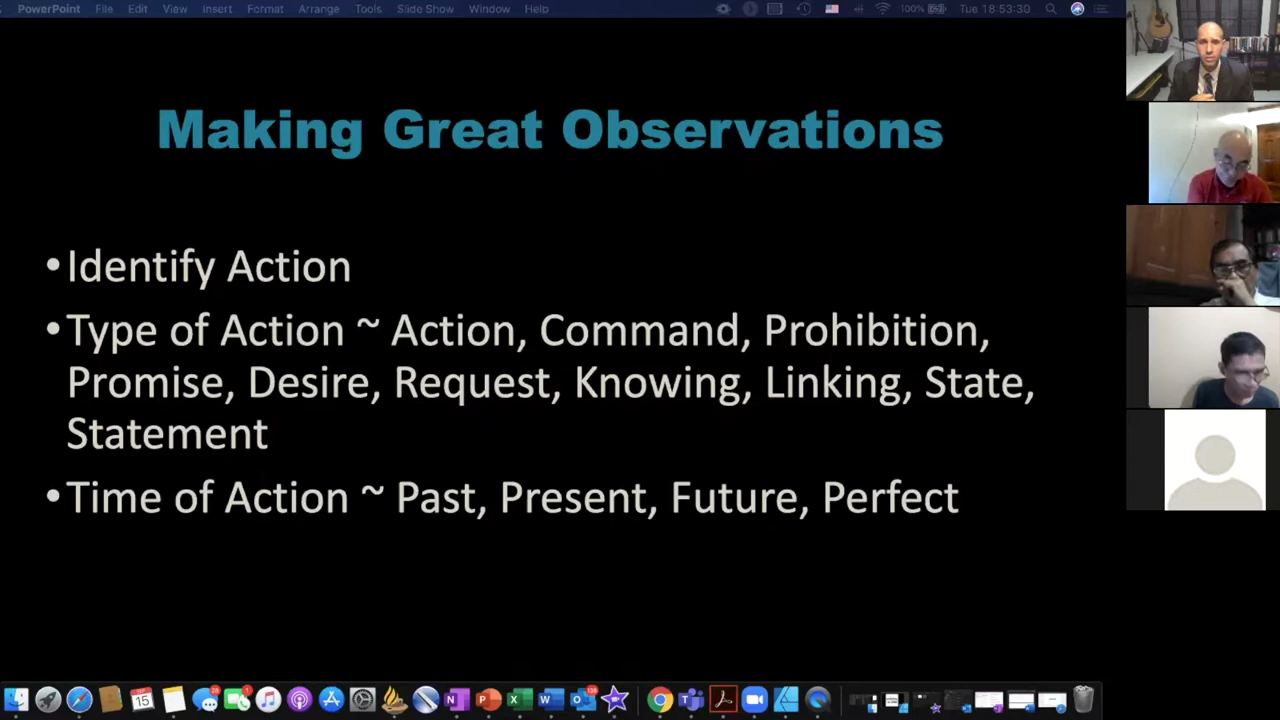 PowerPoint File Edit View Insert Format Arrange Tools Slide Show Window Help 100% Tue 18:53:30
Making Great Observations
•Identify Action
•Type of Action ~ Action, Command, Prohibition,
Promise, Desire, Request, Knowing, Linking, State,
Statement
•Time of Action ~ Past, Present, Future, Perfect
15